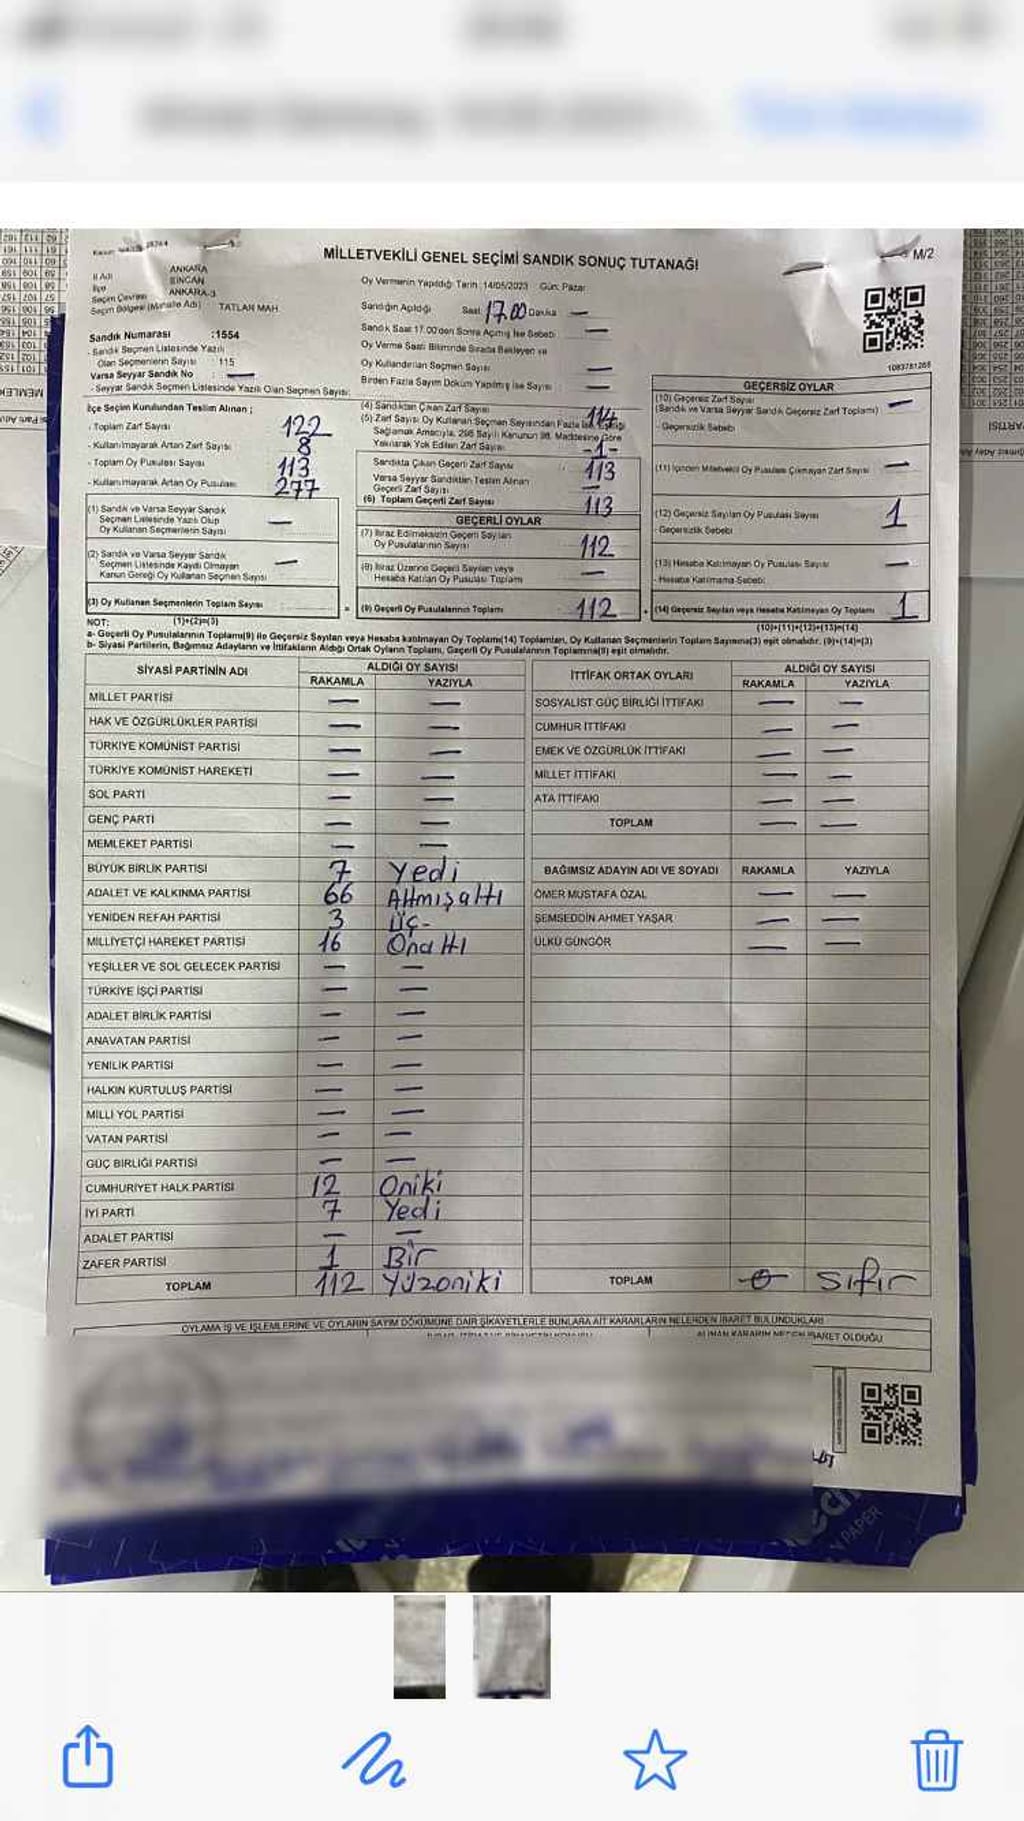 MİLLETVEKİLİ GENEL SEÇİMİ SANDIK SONUÇ TUTANAĞI
M/2
İl Adı ANKARA
İlçe SİNCAN
Seçim Çevresi ANKARA-3
Seçim Bölgesi (Mahalle Adı) TATLAR MAH.
Sandık Numarası :1554
- Sandık Seçmen Listesinde Yazılı
Olan Seçmenlerin Sayısı : 115
Varsa Seyyar Sandık No : —
- Seyyar Sandık Seçmen Listesinde Yazılı Olan Seçmen Sayısı:
Oy Vermenin Yapıldığı Tarih :14/05/2023 Gün: Pazar
Sandığın Açıldığı Saat 17.00 Dakika —
Sandık Saat 17.00'den Sonra Açılmış İse Sebebi —
Oy Verme Saati Bitiminde Sırada Bekleyen ve
Oy Kullandırılan Seçmen Sayısı —
Birden Fazla Sayım Döküm Yapılmış İse Sayısı —
1083781265
İlçe Seçim Kurulundan Teslim Alınan ;
- Toplam Zarf Sayısı 122
- Kullanılmayarak Artan Zarf Sayısı 8
- Toplam Oy Pusulası Sayısı 113
- Kullanılmayarak Artan Oy Pusulası 277
(1) Sandık ve Varsa Seyyar Sandık
Seçmen Listesinde Yazılı Olup
Oy Kullanan Seçmenlerin Sayısı —
(2) Sandık ve Varsa Seyyar Sandık
Seçmen Listesinde Kaydı Olmayan
Kanun Gereği Oy Kullanan Seçmen Sayısı —
(3) Oy Kullanan Seçmenlerin Toplam Sayısı
(4) Sandıktan Çıkan Zarf Sayısı 114
(5) Zarf Sayısı Oy Kullanan Seçmen Sayısından Fazla İse Eşitliği
Sağlamak Amacıyla, 298 Sayılı Kanunun 98. Maddesine Göre
Yakılarak Yok Edilen Zarf Sayısı -1-
Sandıkta Çıkan Geçerli Zarf Sayısı 113
Varsa Seyyar Sandıktan Teslim Alınan
Geçerli Zarf Sayısı —
(6) Toplam Geçerli Zarf Sayısı 113
GEÇERLİ OYLAR
(7) İtiraz Edilmeksizin Geçerli Sayılan
Oy Pusulalarının Sayısı 112
(8) İtiraz Üzerine Geçerli Sayılan veya
Hesaba Katılan Oy Pusulası Toplamı —
= (9) Geçerli Oy Pusulalarının Toplamı 112
GEÇERSİZ OYLAR
(10) Geçersiz Zarf Sayısı —
(Sandık ve Varsa Seyyar Sandık Geçersiz Zarf Toplamı)
- Geçersizlik Sebebi
(11) İçinden Milletvekili Oy Pusulası Çıkmayan Zarf Sayısı —
(12) Geçersiz Sayılan Oy Pusulası Sayısı 1
- Geçersizlik Sebebi:
(13) Hesaba Katılmayan Oy Pusulası Sayısı —
- Hesaba Katılmama Sebebi:
+ (14) Geçersiz Sayılan veya Hesaba Katılmayan Oy Toplamı 1
NOT: (1)+(2)=(3) (10)+(11)+(12)+(13)=(14)
a- Geçerli Oy Pusulalarının Toplamı(9) ile Geçersiz Sayılan veya Hesaba katılmayan Oy Toplamı(14) Toplamları, Oy Kullanan Seçmenlerin Toplam Sayısına(3) eşit olmalıdır. (9)+(14)=(3)
b- Siyasi Partilerin, Bağımsız Adayların ve İttifakların Aldığı Ortak Oyların Toplamı, Geçerli Oy Pusulalarının Toplamına(9) eşit olmalıdır.
SİYASİ PARTİNİN ADI ALDIĞI OY SAYISI
RAKAMLA YAZIYLA
MİLLET PARTİSİ — —
HAK VE ÖZGÜRLÜKLER PARTİSİ — —
TÜRKİYE KOMÜNİST PARTİSİ — —
TÜRKİYE KOMÜNİST HAREKETİ — —
SOL PARTİ — —
GENÇ PARTİ — —
MEMLEKET PARTİSİ — —
BÜYÜK BİRLİK PARTİSİ 7 Yedi
ADALET VE KALKINMA PARTİSİ 66 Altmışaltı
YENİDEN REFAH PARTİSİ 3 Üç-
MİLLİYETÇİ HAREKET PARTİSİ 16 Onaltı
YEŞİLLER VE SOL GELECEK PARTİSİ — —
TÜRKİYE İŞÇİ PARTİSİ — —
ADALET BİRLİK PARTİSİ — —
ANAVATAN PARTİSİ — —
YENİLİK PARTİSİ — —
HALKIN KURTULUŞ PARTİSİ — —
MİLLİ YOL PARTİSİ — —
VATAN PARTİSİ — —
GÜÇ BİRLİĞİ PARTİSİ — —
CUMHURİYET HALK PARTİSİ 12 Oniki
İYİ PARTİ 7 Yedi
ADALET PARTİSİ — —
ZAFER PARTİSİ 1 Bir
TOPLAM 112 Yüzoniki
İTTİFAK ORTAK OYLARI ALDIĞI OY SAYISI
RAKAMLA YAZIYLA
SOSYALİST GÜÇ BİRLİĞİ İTTİFAKI — —
CUMHUR İTTİFAKI — —
EMEK VE ÖZGÜRLÜK İTTİFAKI — —
MİLLET İTTİFAKI — —
ATA İTTİFAKI — —
TOPLAM — —
BAĞIMSIZ ADAYIN ADI VE SOYADI RAKAMLA YAZIYLA
ÖMER MUSTAFA ÖZAL — —
ŞEMSEDDİN AHMET YAŞAR — —
ÜLKÜ GÜNGÖR — —
TOPLAM 0 Sıfır
OYLAMA İŞ VE İŞLEMLERİNE VE OYLARIN SAYIM DÖKÜMÜNE DAİR ŞİKAYETLERLE BUNLARA AİT KARARLARIN NELERDEN İBARET BULUNDUKLARI
ALINAN KARARIN NEDEN İBARET OLDUĞU
PAPER